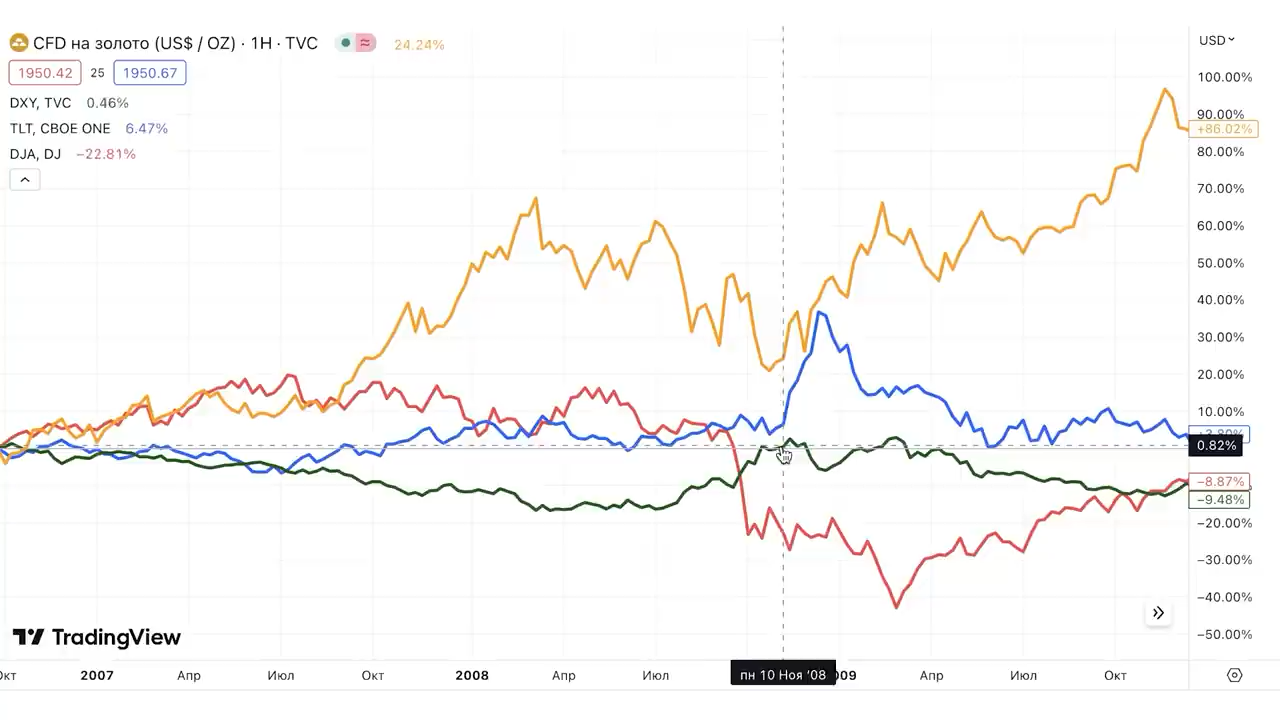 CFD на золото (US$ / OZ) · 1Н · TVC 24.24%
1950.42 25 1950.67
DXY, TVC 0.46%
TLT, CBOE ONE 6.47%
DJA, DJ −22.81%
USD
100.00%
90.00%
+86.02%
80.00%
70.00%
60.00%
50.00%
40.00%
30.00%
20.00%
10.00%
0.82%
−8.87%
−9.48%
−20.00%
−30.00%
−40.00%
−50.00%
TradingView
Окт 2007 Апр Июл Окт 2008 Апр Июл пн 10 Ноя '08 009 Апр Июл Окт